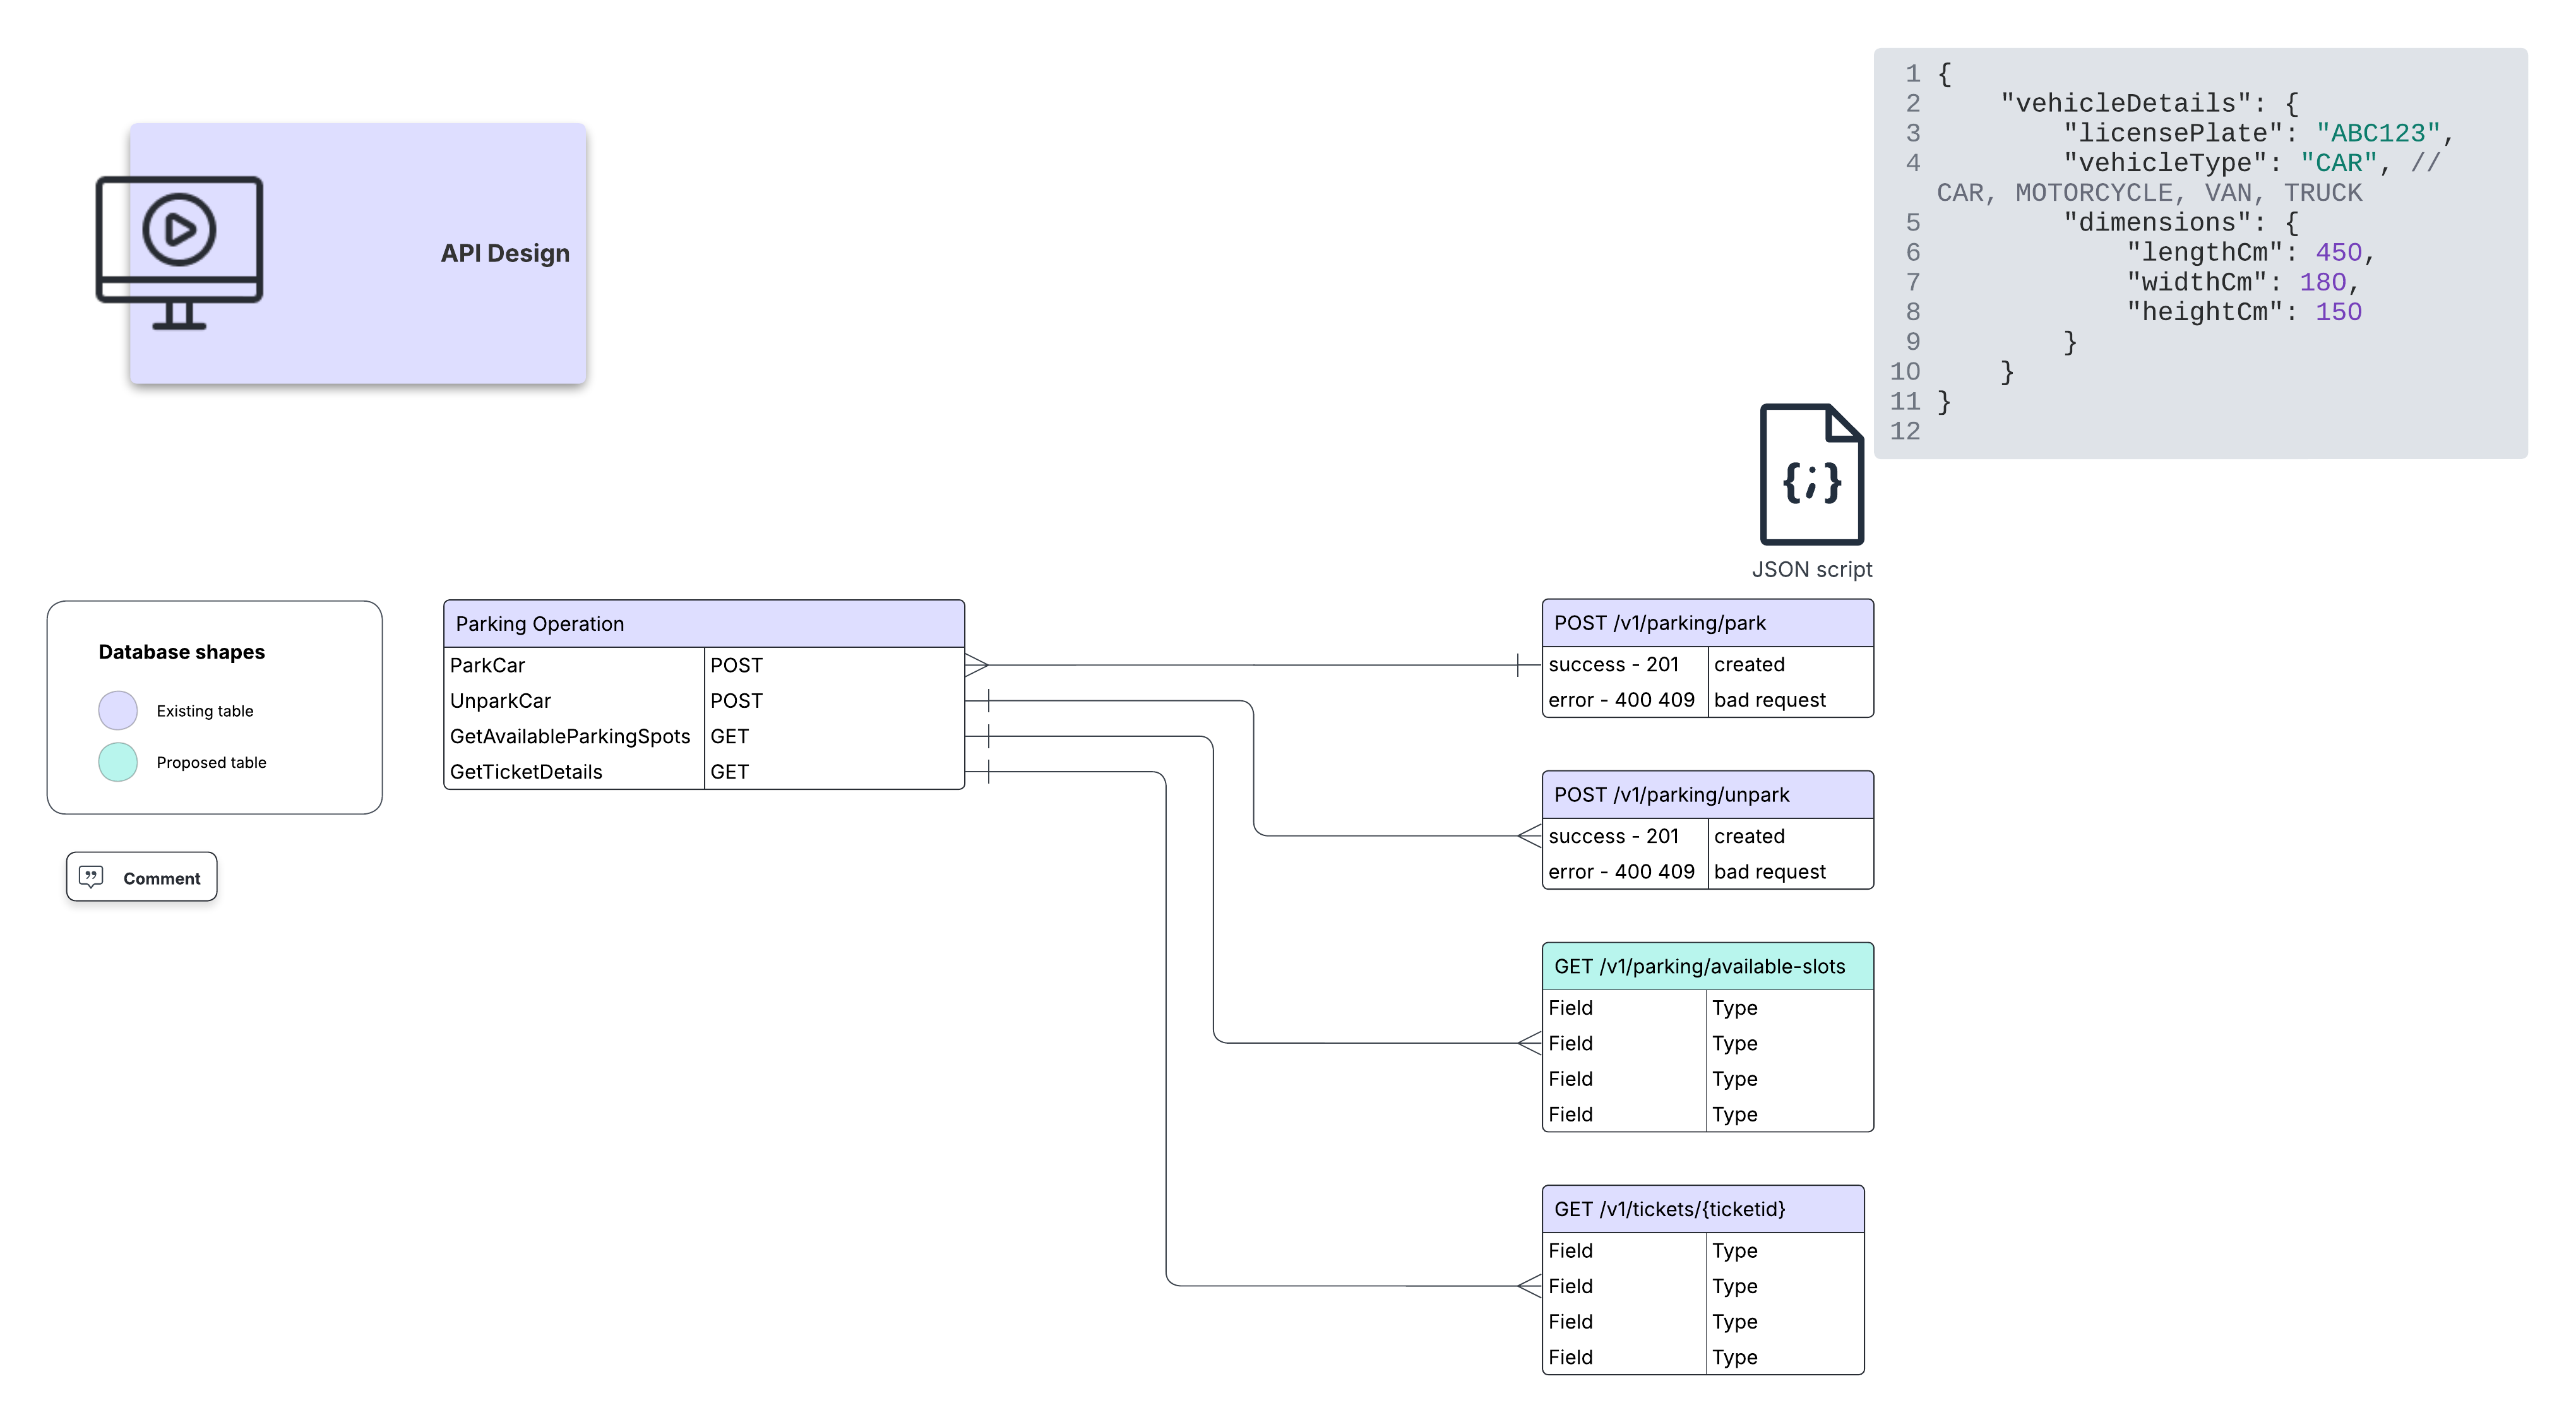 API Design
1 {
2     "vehicleDetails": {
3         "licensePlate": "ABC123",
4         "vehicleType": "CAR", //
CAR, MOTORCYCLE, VAN, TRUCK
5         "dimensions": {
6             "lengthCm": 450,
7             "widthCm": 180,
8             "heightCm": 150
9         }
10     }
11 }
12
{;}
JSON script
Database shapes
Existing table
Proposed table
Comment
Parking Operation
ParkCar POST
UnparkCar POST
GetAvailableParkingSpots GET
GetTicketDetails GET
POST /v1/parking/park
success - 201 created
error - 400 409 bad request
POST /v1/parking/unpark
success - 201 created
error - 400 409 bad request
GET /v1/parking/available-slots
Field Type
Field Type
Field Type
Field Type
GET /v1/tickets/{ticketid}
Field Type
Field Type
Field Type
Field Type